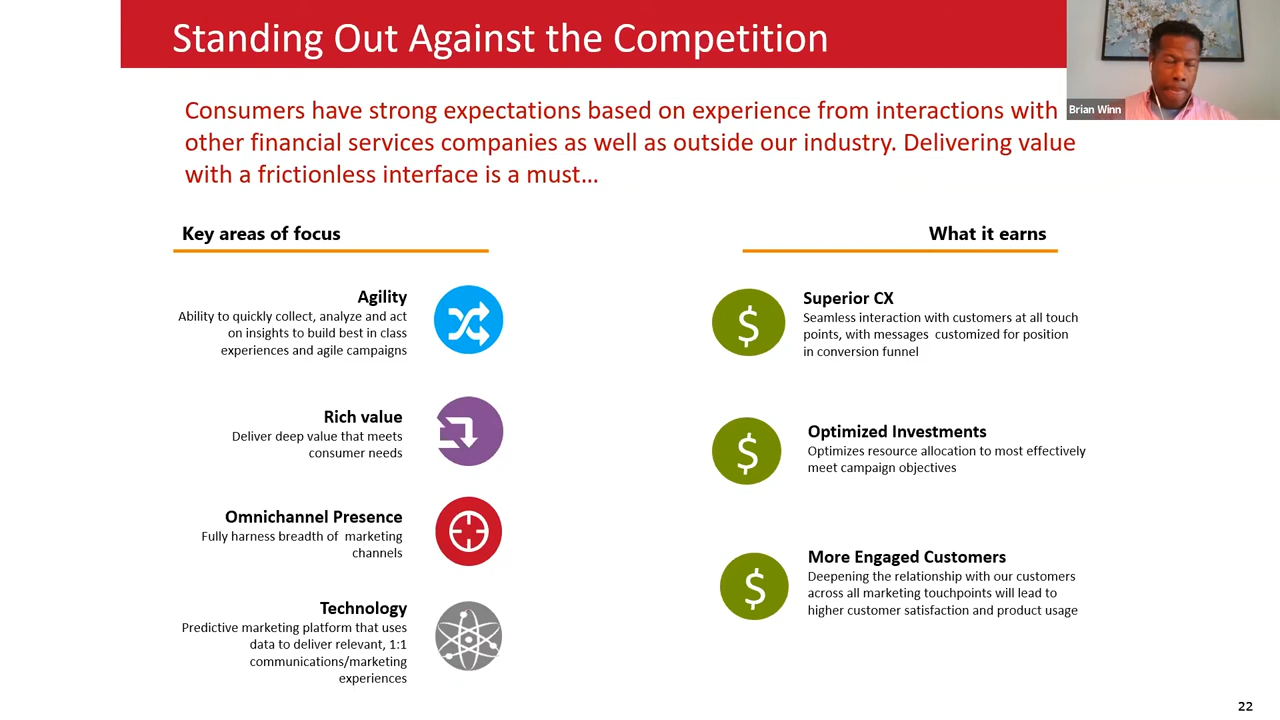 Standing Out Against the Competition
Brian Winn
Consumers have strong expectations based on experience from interactions with
other financial services companies as well as outside our industry. Delivering value
with a frictionless interface is a must...
Key areas of focus
Agility
Ability to quickly collect, analyze and act
on insights to build best in class
experiences and agile campaigns
Rich value
Deliver deep value that meets
consumer needs
Omnichannel Presence
Fully harness breadth of  marketing
channels
Technology
Predictive marketing platform that uses
data to deliver relevant, 1:1
communications/marketing
experiences
What it earns
$
Superior CX
Seamless interaction with customers at all touch
points, with messages  customized for position
in conversion funnel
$
Optimized Investments
Optimizes resource allocation to most effectively
meet campaign objectives
$
More Engaged Customers
Deepening the relationship with our customers
across all marketing touchpoints will lead to
higher customer satisfaction and product usage
22